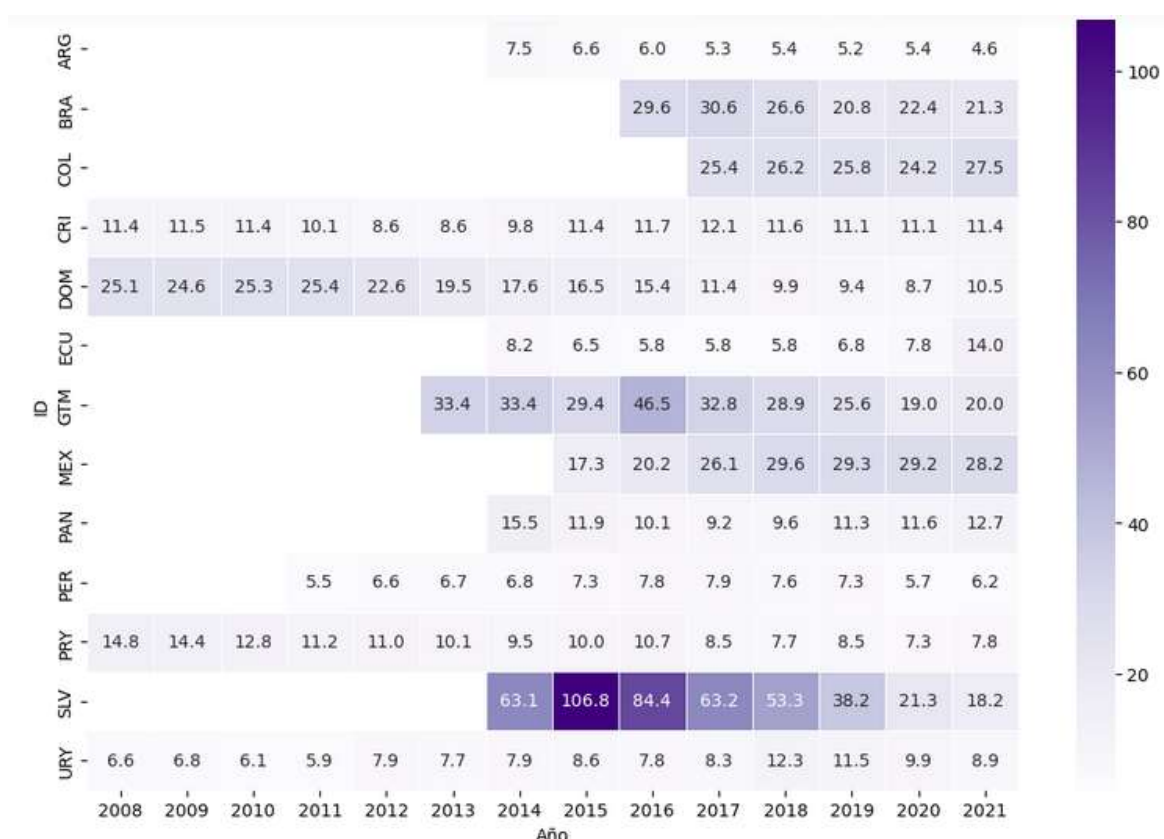 ARG 7.5 6.6 6.0 5.3 5.4 5.2 5.4 4.6
BRA 29.6 30.6 26.6 20.8 22.4 21.3
COL 25.4 26.2 25.8 24.2 27.5
CRI 11.4 11.5 11.4 10.1 8.6 8.6 9.8 11.4 11.7 12.1 11.6 11.1 11.1 11.4
DOM 25.1 24.6 25.3 25.4 22.6 19.5 17.6 16.5 15.4 11.4 9.9 9.4 8.7 10.5
ECU 8.2 6.5 5.8 5.8 5.8 6.8 7.8 14.0
ID
GTM 33.4 33.4 29.4 46.5 32.8 28.9 25.6 19.0 20.0
MEX 17.3 20.2 26.1 29.6 29.3 29.2 28.2
PAN 15.5 11.9 10.1 9.2 9.6 11.3 11.6 12.7
PER 5.5 6.6 6.7 6.8 7.3 7.8 7.9 7.6 7.3 5.7 6.2
PRY 14.8 14.4 12.8 11.2 11.0 10.1 9.5 10.0 10.7 8.5 7.7 8.5 7.3 7.8
SLV 63.1 106.8 84.4 63.2 53.3 38.2 21.3 18.2
URY 6.6 6.8 6.1 5.9 7.9 7.7 7.9 8.6 7.8 8.3 12.3 11.5 9.9 8.9
2008 2009 2010 2011 2012 2013 2014 2015 2016 2017 2018 2019 2020 2021
Año
100
80
60
40
20